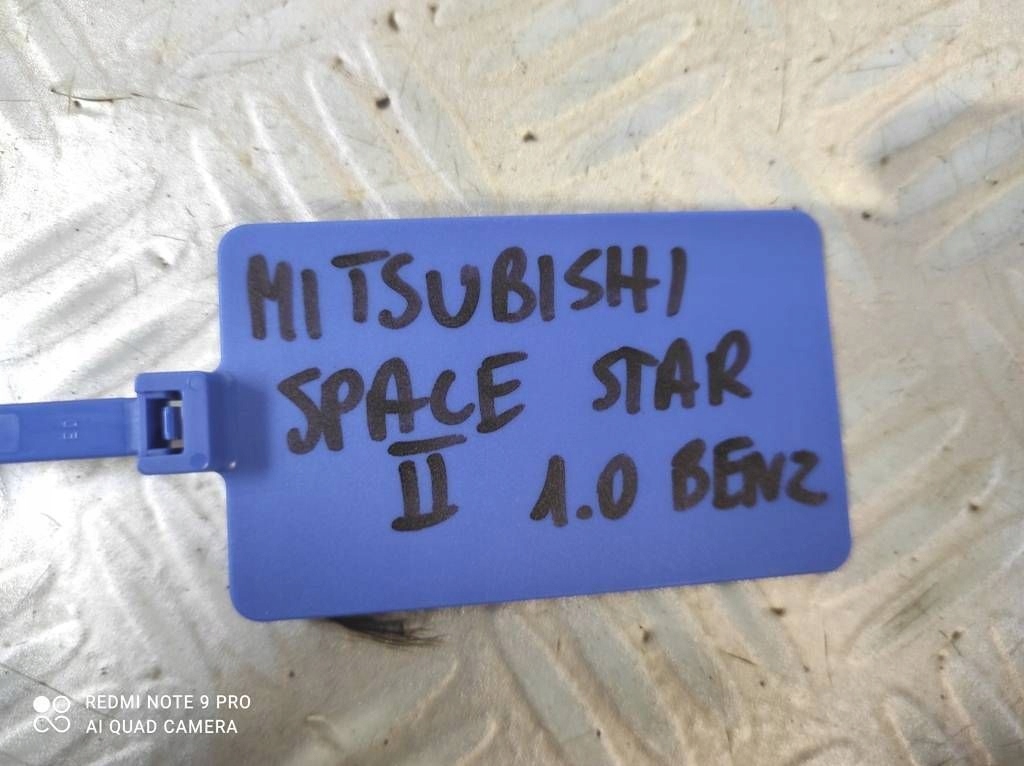 MITSUBISHI
SPACE STAR
II 1.0 BENZ
REDMI NOTE 9 PRO
AI QUAD CAMERA